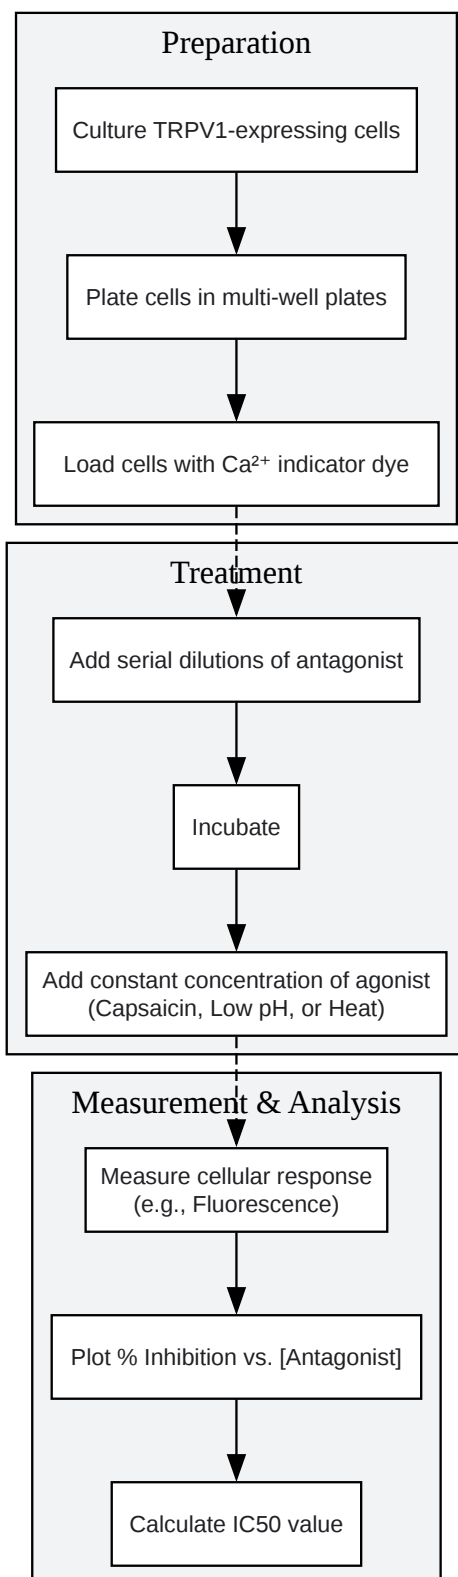 Preparation
Culture TRPV1-expressing cells
Plate cells in multi-well plates
Load cells with Ca²⁺ indicator dye
Treatment
Add serial dilutions of antagonist
Incubate
Add constant concentration of agonist
(Capsaicin, Low pH, or Heat)
Measurement & Analysis
Measure cellular response
(e.g., Fluorescence)
Plot % Inhibition vs. [Antagonist]
Calculate IC50 value